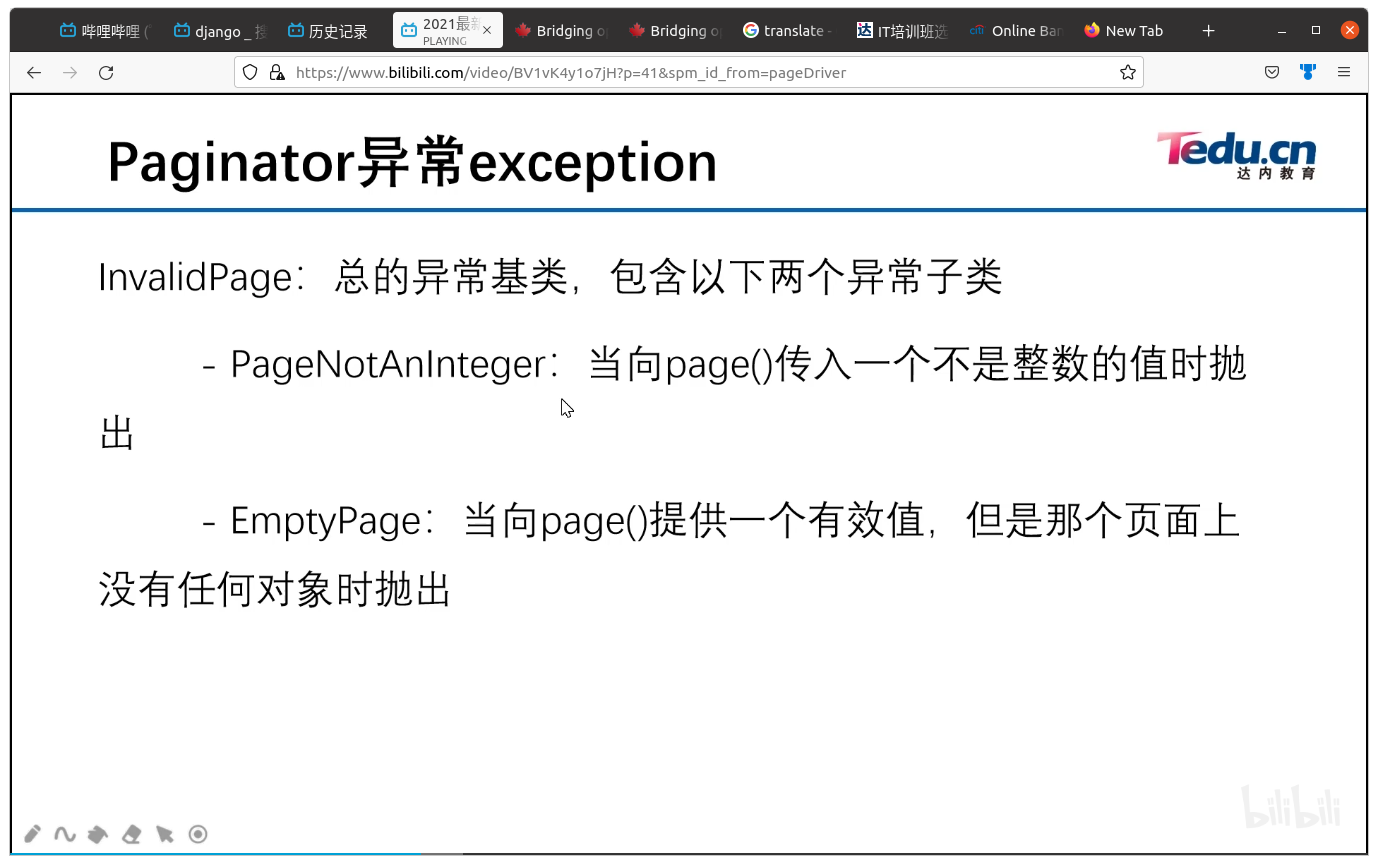 哔哩哔哩 (
django _ 搜
历史记录
2021最新
PLAYING
Bridging o
Bridging o
translate -
IT培训班选
citi
Online Ban
New Tab
https://www.bilibili.com/video/BV1vK4y1o7jH?p=41&spm_id_from=pageDriver
Paginator异常exception
Tedu.cn
达内教育
InvalidPage：总的异常基类，包含以下两个异常子类
- PageNotAnInteger：当向page()传入一个不是整数的值时抛
出
- EmptyPage：当向page()提供一个有效值，但是那个页面上
没有任何对象时抛出
bilibili